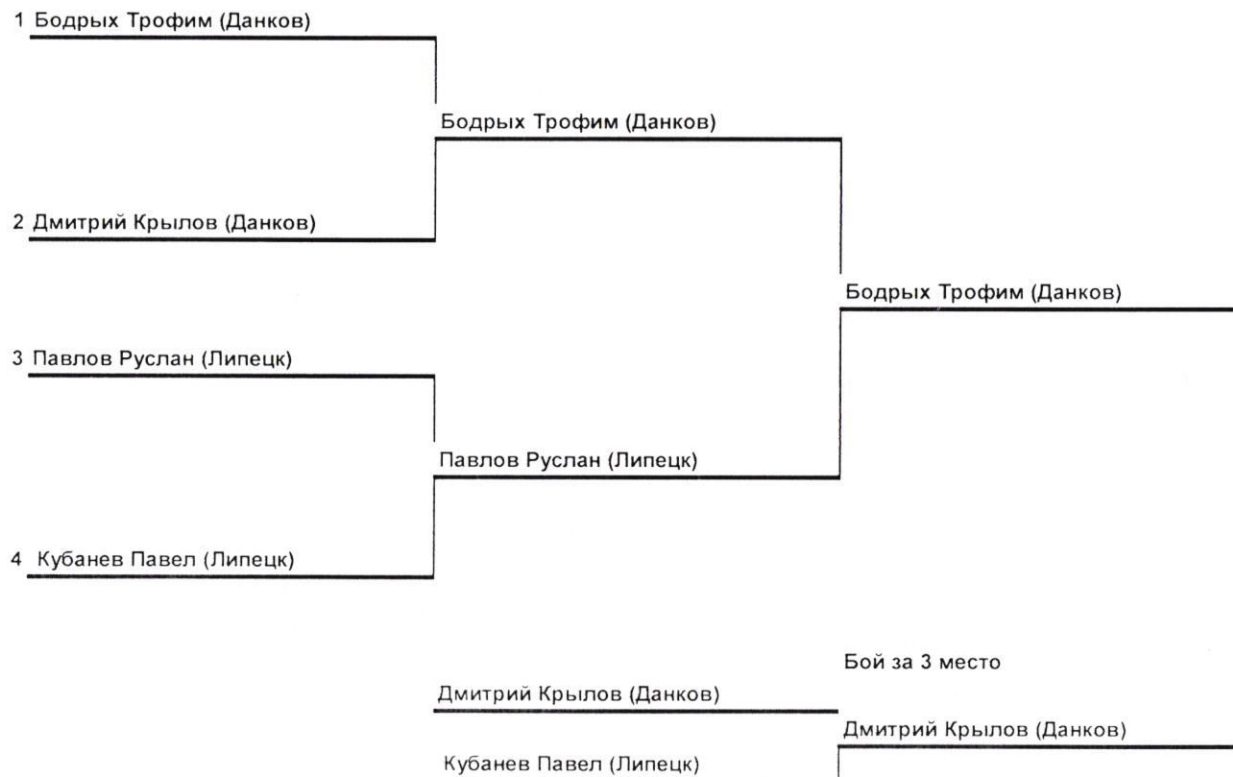 1 Бодрых Трофим (Данков)
Бодрых Трофим (Данков)
2 Дмитрий Крылов (Данков)
Бодрых Трофим (Данков)
3 Павлов Руслан (Липецк)
Павлов Руслан (Липецк)
4 Кубанев Павел (Липецк)
Бой за 3 место
Дмитрий Крылов (Данков)
Дмитрий Крылов (Данков)
Кубанев Павел (Липецк)